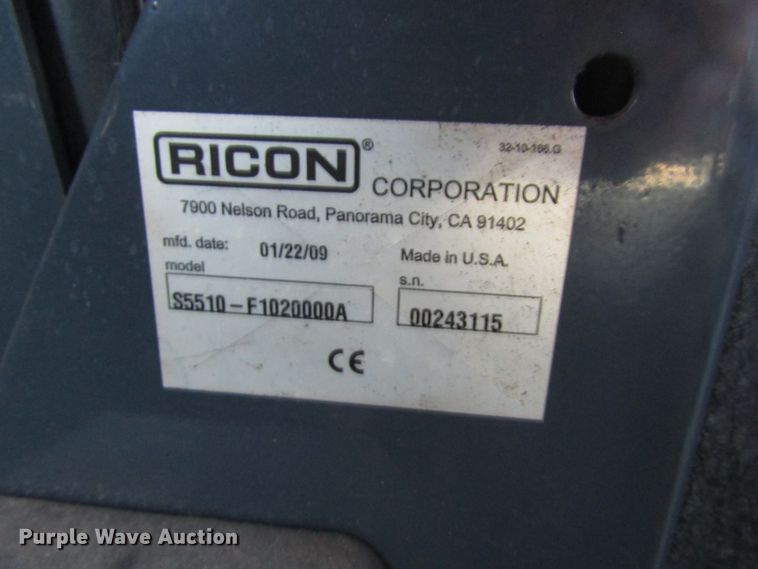 32-10-166.G
RICON® CORPORATION
7900 Nelson Road, Panorama City, CA 91402
mfd. date: 01/22/09 Made in U.S.A.
model s.n.
S5510-F1020000A 00243115
CE
Purple Wave Auction